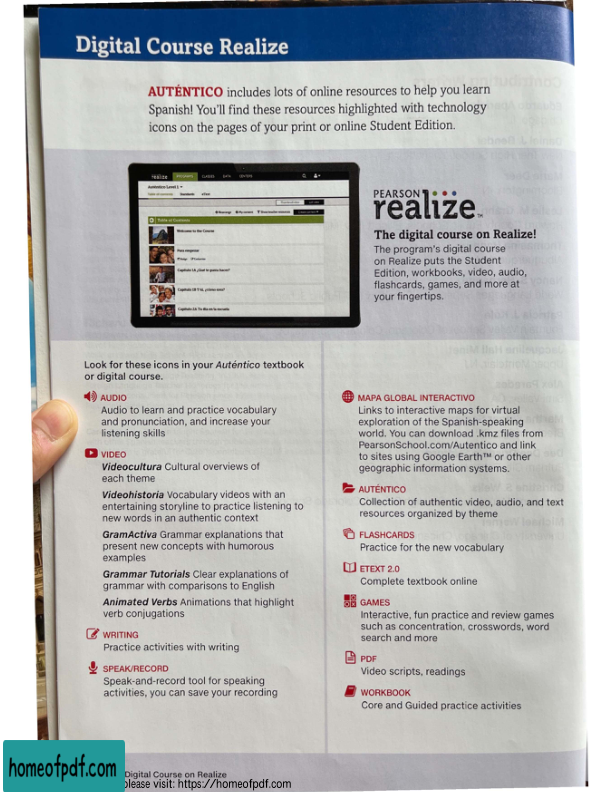 Digital Course Realize
AUTÉNTICO includes lots of online resources to help you learn
Spanish! You'll find these resources highlighted with technology
icons on the pages of your print or online Student Edition.
realize
CLASSES
DATA
Auténtico Level 1
Table of Contents
Welcome to the Course
PEARSON
realize™
The digital course on Realize!
The program's digital course
on Realize puts the Student
Edition, workbooks, video, audio,
flashcards, games, and more at
your fingertips.
Look for these icons in your Auténtico textbook
or digital course.
AUDIO
Audio to learn and practice vocabulary
and pronunciation, and increase your
listening skills
VIDEO
Videocultura Cultural overviews of
each theme
Videohistoria Vocabulary videos with an
entertaining storyline to practice listening to
new words in an authentic context
GramActiva Grammar explanations that
present new concepts with humorous
examples
Grammar Tutorials Clear explanations of
grammar with comparisons to English
Animated Verbs Animations that highlight
verb conjugations
WRITING
Practice activities with writing
SPEAK/RECORD
Speak-and-record tool for speaking
activities, you can save your recording
MAPA GLOBAL INTERACTIVO
Links to interactive maps for virtual
exploration of the Spanish-speaking
world. You can download .kmz files from
PearsonSchool.com/Autentico and link
to sites using Google Earth™ or other
geographic information systems.
AUTÉNTICO
Collection of authentic video, audio, and text
resources organized by theme
FLASHCARDS
Practice for the new vocabulary
ETEXT 2.0
Complete textbook online
GAMES
Interactive, fun practice and review games
such as concentration, crosswords, word
search and more
PDF
Video scripts, readings
WORKBOOK
Core and Guided practice activities
homeofpdf.com
Digital Course on Realize
please visit: https://homeofpdf.com